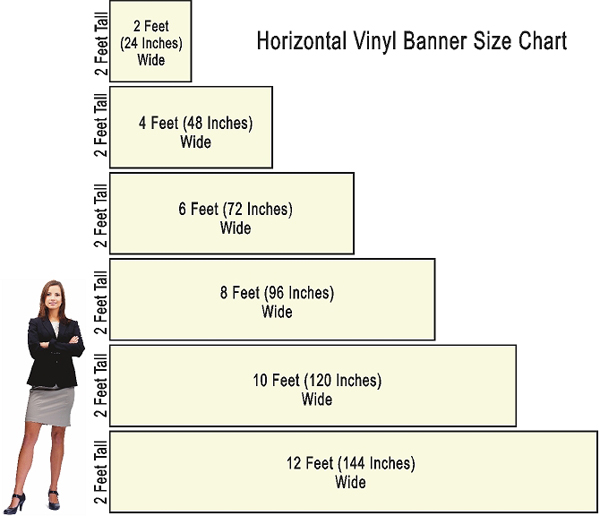 Horizontal Vinyl Banner Size Chart
2 Feet Tall
2 Feet
(24 Inches)
Wide
2 Feet Tall
4 Feet (48 Inches)
Wide
2 Feet Tall
6 Feet (72 Inches)
Wide
2 Feet Tall
8 Feet (96 Inches)
Wide
2 Feet Tall
10 Feet (120 Inches)
Wide
2 Feet Tall
12 Feet (144 Inches)
Wide